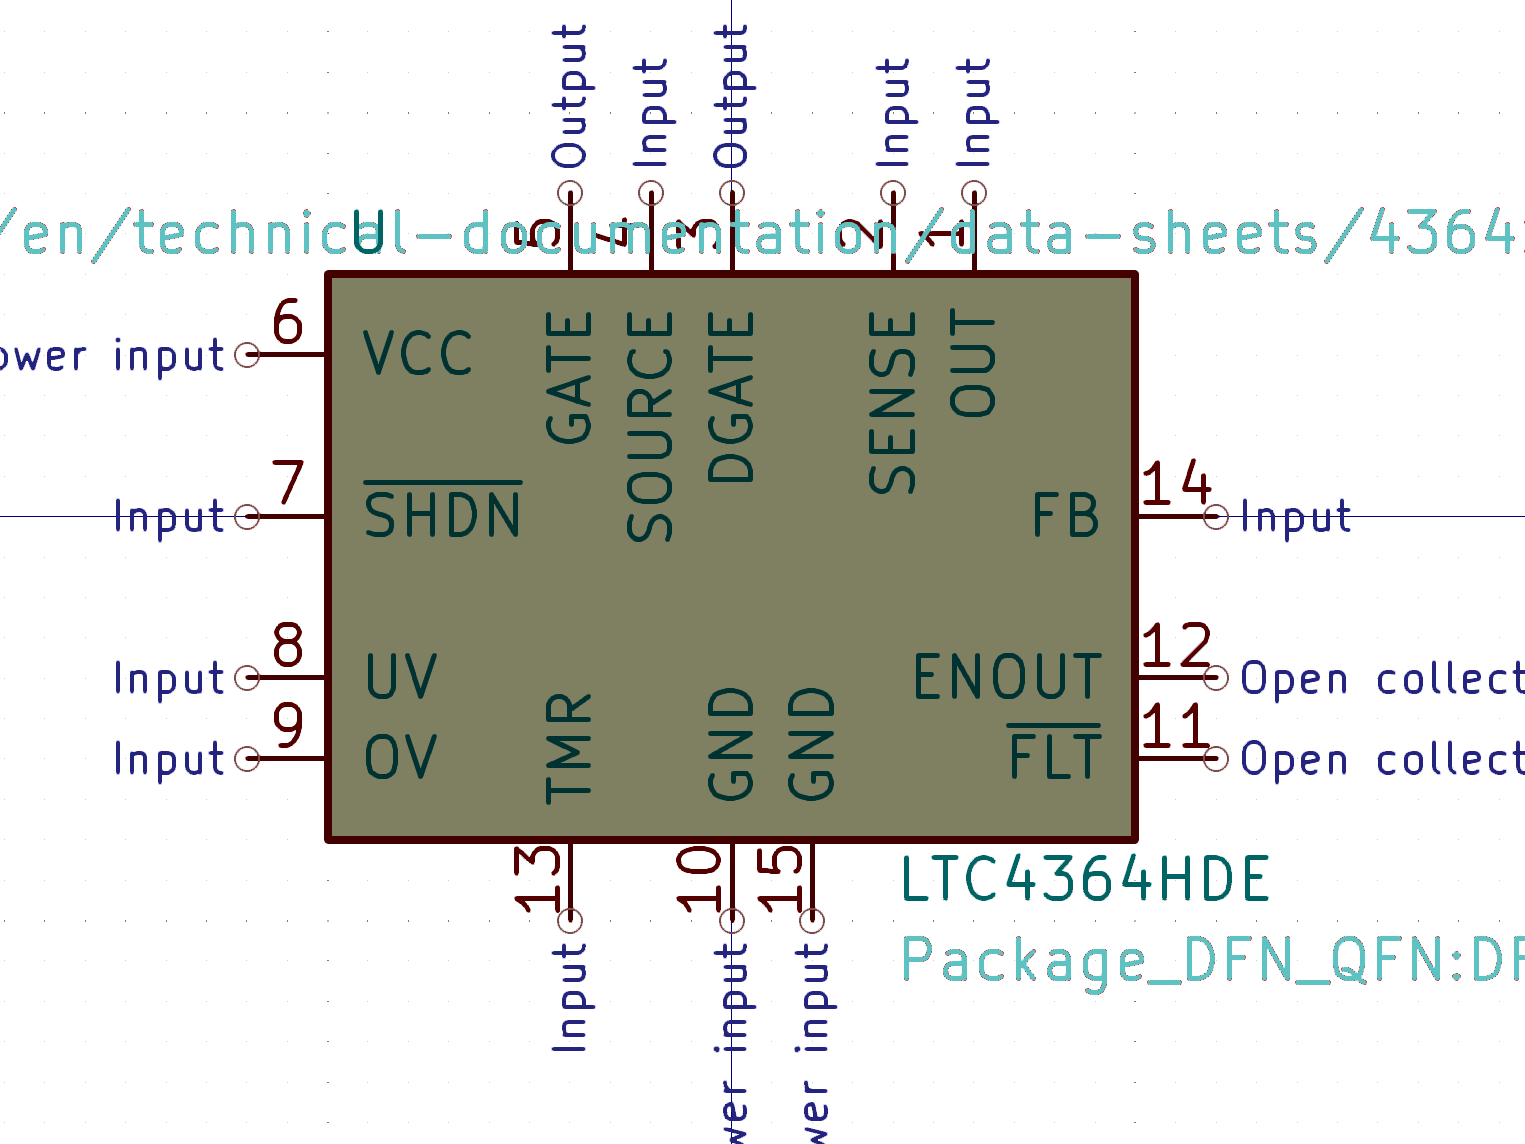 Output
Input
Output
Input
Input
5
4
3
2
1
/en/technical-documentation/data-sheets/4364
U
6
VCC
input
GATE
SOURCE
DGATE
SENSE
OUT
7
SHDN
Input
14
FB
Input
8
UV
Input
12
ENOUT
Open collect
9
OV
Input
11
FLT
Open collect
TMR
GND
GND
13
10
15
LTC4364HDE
Package_DFN_QFN:DF
Input
wer input
wer input